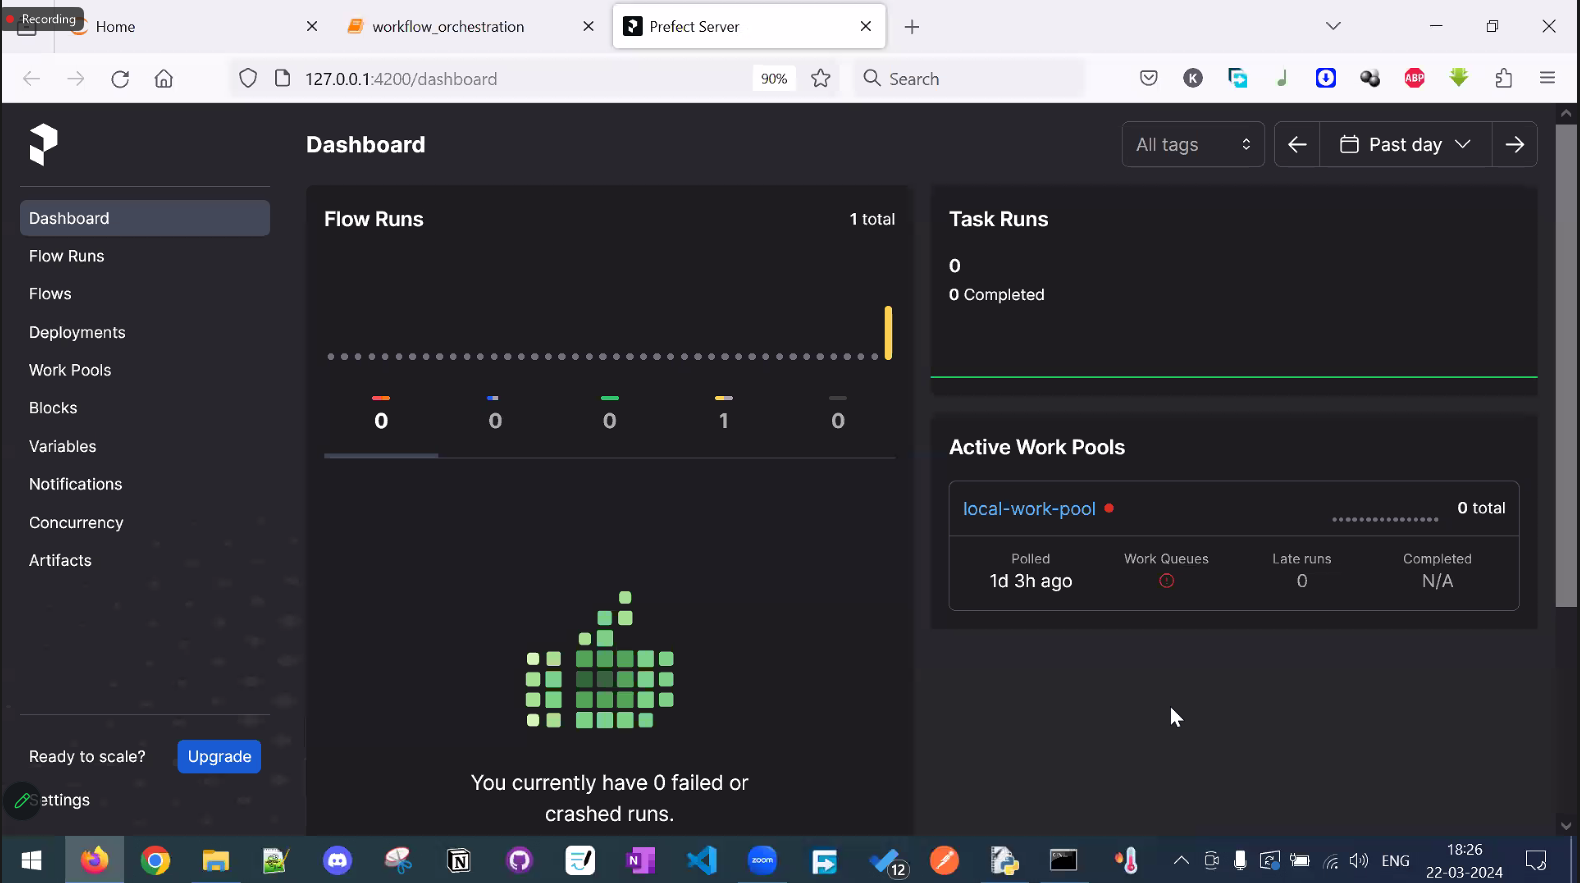 Recording
Home
workflow_orchestration
Prefect Server
127.0.0.1:4200/dashboard
90%
Search
K
ABP
Dashboard
All tags
Past day
Dashboard
Flow Runs
Flows
Deployments
Work Pools
Blocks
Variables
Notifications
Concurrency
Artifacts
Ready to scale?
Upgrade
Settings
Flow Runs
1 total
0
0
0
1
0
You currently have 0 failed or
crashed runs.
Task Runs
0
0 Completed
Active Work Pools
local-work-pool
0 total
Polled
Work Queues
Late runs
Completed
1d 3h ago
0
N/A
zoom
12
ENG
18:26
22-03-2024